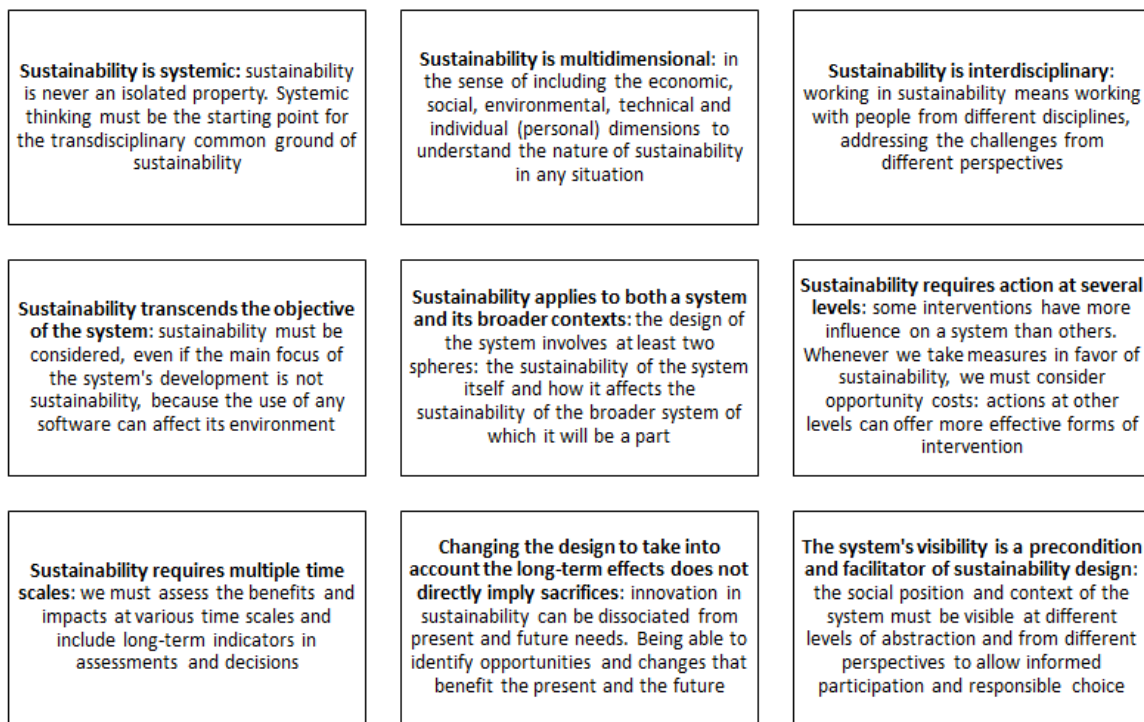 Sustainability is systemic: sustainability
is never an isolated property. Systemic
thinking must be the starting point for
the transdisciplinary common ground of
sustainability
Sustainability is multidimensional: in
the sense of including the economic,
social, environmental, technical and
individual (personal) dimensions to
understand the nature of sustainability
in any situation
Sustainability is interdisciplinary:
working in sustainability means working
with people from different disciplines,
addressing the challenges from
different perspectives
Sustainability transcends the objective
of the system: sustainability must be
considered, even if the main focus of
the system's development is not
sustainability, because the use of any
software can affect its environment
Sustainability applies to both a system
and its broader contexts: the design of
the system involves at least two
spheres: the sustainability of the system
itself and how it affects the
sustainability of the broader system of
which it will be a part
Sustainability requires action at several
levels: some interventions have more
influence on a system than others.
Whenever we take measures in favor of
sustainability, we must consider
opportunity costs: actions at other
levels can offer more effective forms of
intervention
Sustainability requires multiple time
scales: we must assess the benefits and
impacts at various time scales and
include long-term indicators in
assessments and decisions
Changing the design to take into
account the long-term effects does not
directly imply sacrifices: innovation in
sustainability can be dissociated from
present and future needs. Being able to
identify opportunities and changes that
benefit the present and the future
The system's visibility is a precondition
and facilitator of sustainability design:
the social position and context of the
system must be visible at different
levels of abstraction and from different
perspectives to allow informed
participation and responsible choice